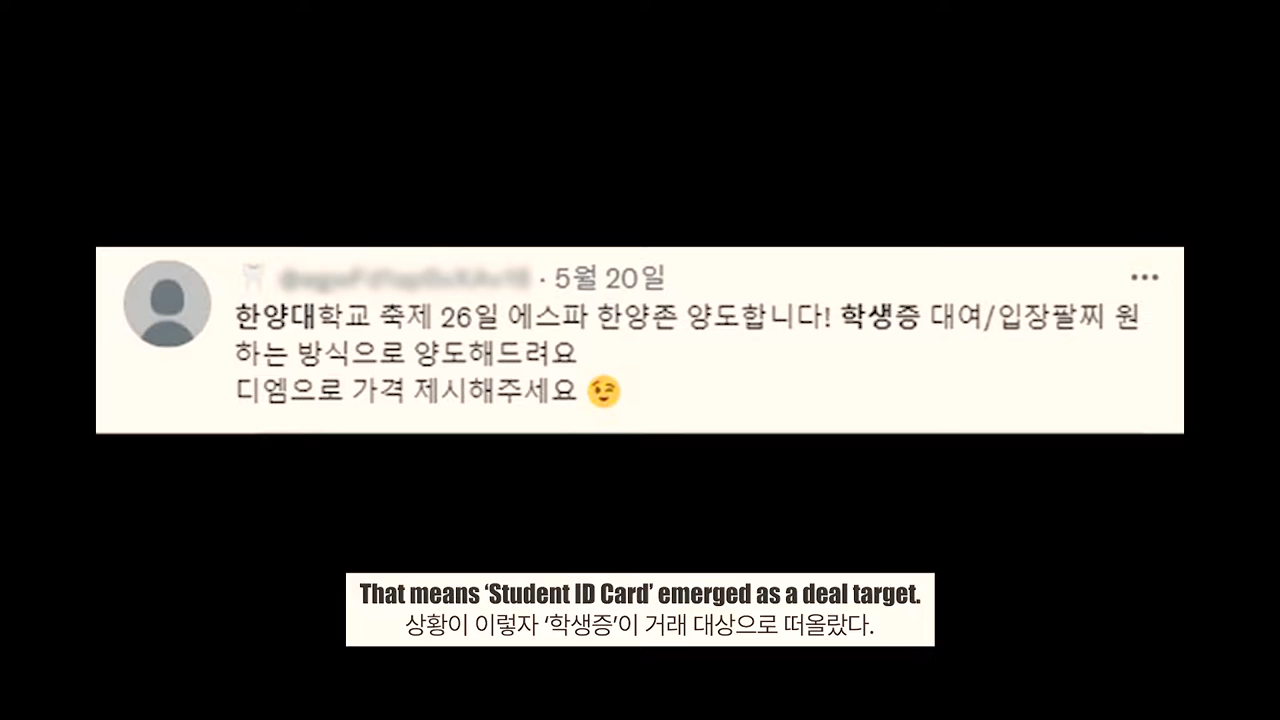 · 5월 20일
한양대학교 축제 26일 에스파 한양존 양도합니다! 학생증 대여/입장팔찌 원
하는 방식으로 양도해드려요
디엠으로 가격 제시해주세요 😉
That means ‘Student ID Card’ emerged as a deal target.
상황이 이렇자 ‘학생증’이 거래 대상으로 떠올랐다.